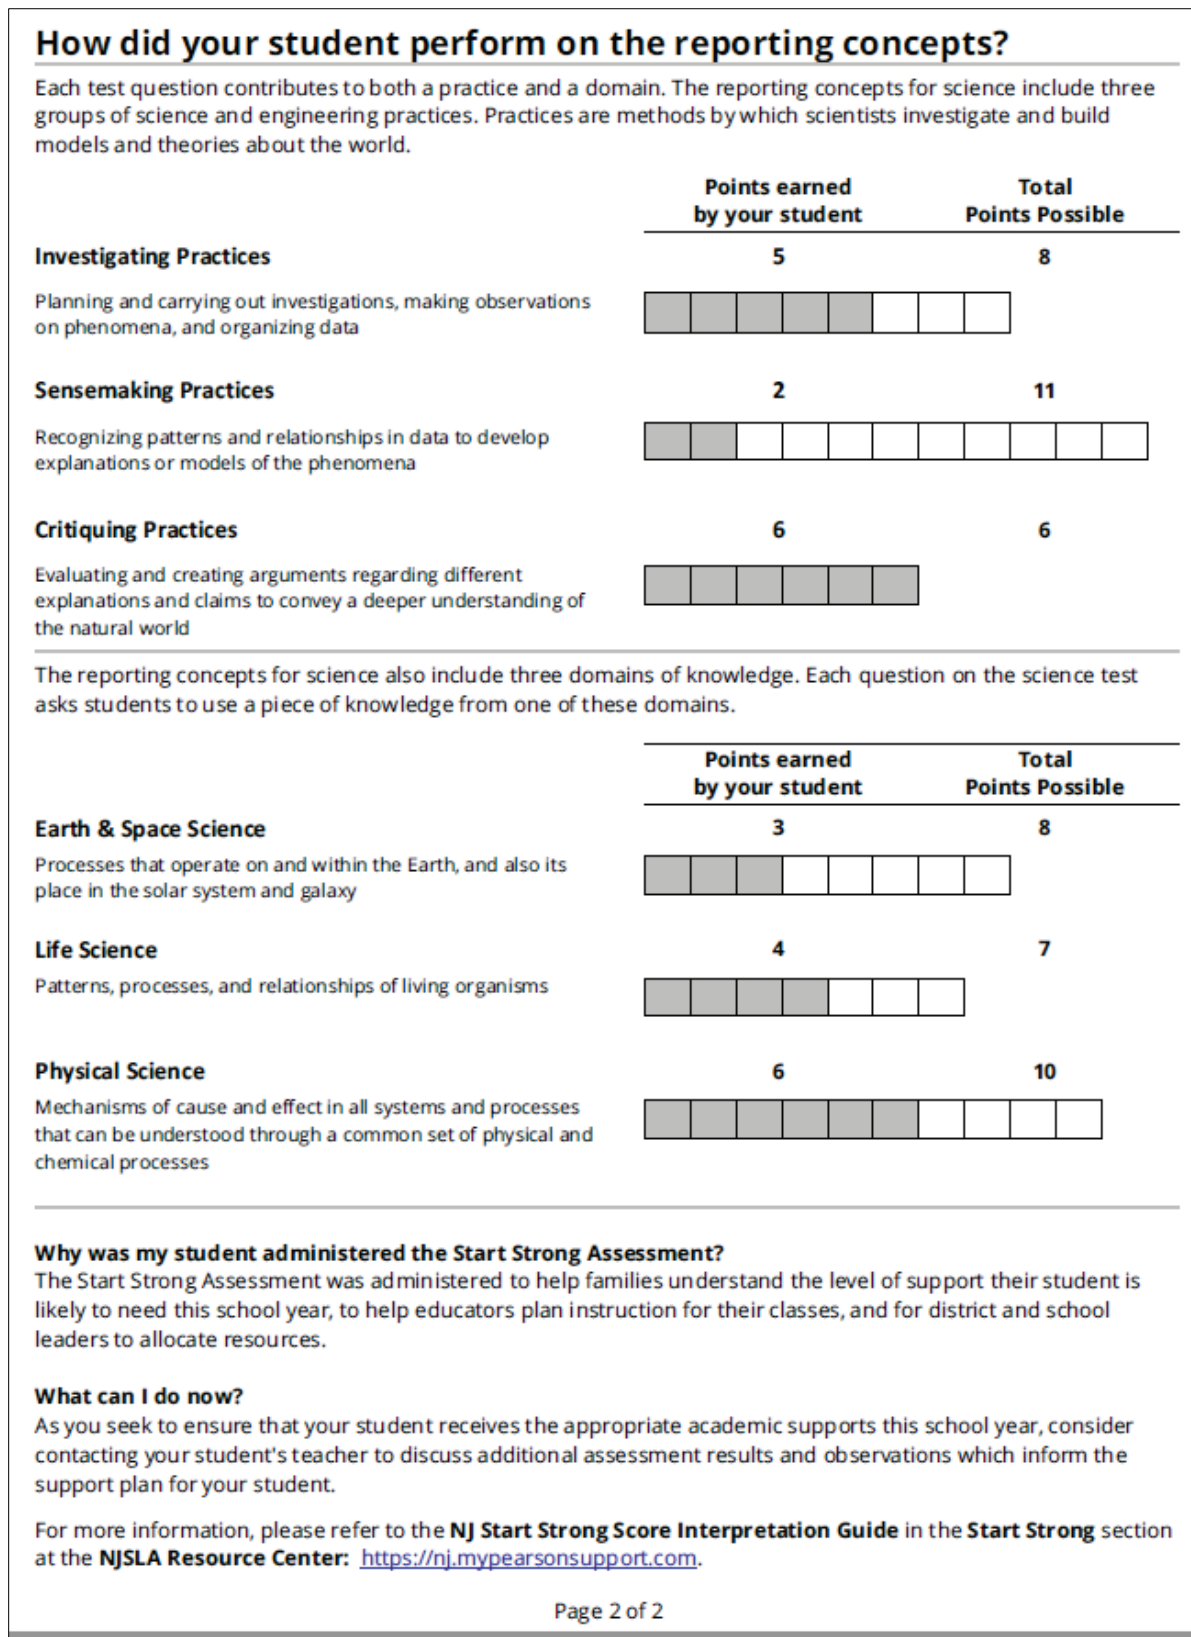 How did your student perform on the reporting concepts?
Each test question contributes to both a practice and a domain. The reporting concepts for science include three
groups of science and engineering practices. Practices are methods by which scientists investigate and build
models and theories about the world.
Points earned Total
by your student Points Possible
Investigating Practices 5 8
Planning and carrying out investigations, making observations
on phenomena, and organizing data
Sensemaking Practices 2 11
Recognizing patterns and relationships in data to develop
explanations or models of the phenomena
Critiquing Practices 6 6
Evaluating and creating arguments regarding different
explanations and claims to convey a deeper understanding of
the natural world
The reporting concepts for science also include three domains of knowledge. Each question on the science test
asks students to use a piece of knowledge from one of these domains.
Points earned Total
by your student Points Possible
Earth & Space Science 3 8
Processes that operate on and within the Earth, and also its
place in the solar system and galaxy
Life Science 4 7
Patterns, processes, and relationships of living organisms
Physical Science 6 10
Mechanisms of cause and effect in all systems and processes
that can be understood through a common set of physical and
chemical processes
Why was my student administered the Start Strong Assessment?
The Start Strong Assessment was administered to help families understand the level of support their student is
likely to need this school year, to help educators plan instruction for their classes, and for district and school
leaders to allocate resources.
What can I do now?
As you seek to ensure that your student receives the appropriate academic supports this school year, consider
contacting your student's teacher to discuss additional assessment results and observations which inform the
support plan for your student.
For more information, please refer to the NJ Start Strong Score Interpretation Guide in the Start Strong section
at the NJSLA Resource Center: https://nj.mypearsonsupport.com.
Page 2 of 2